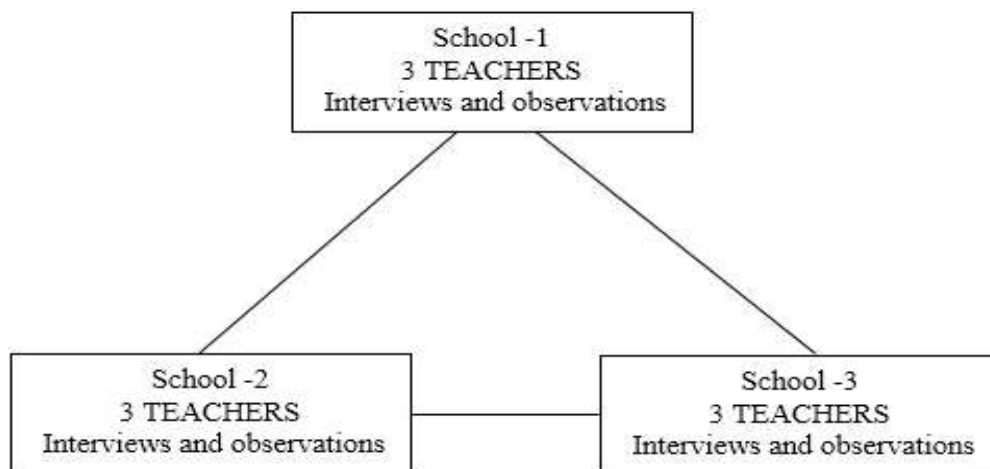 School -1
3 TEACHERS
Interviews and observations
School -2
3 TEACHERS
Interviews and observations
School -3
3 TEACHERS
Interviews and observations